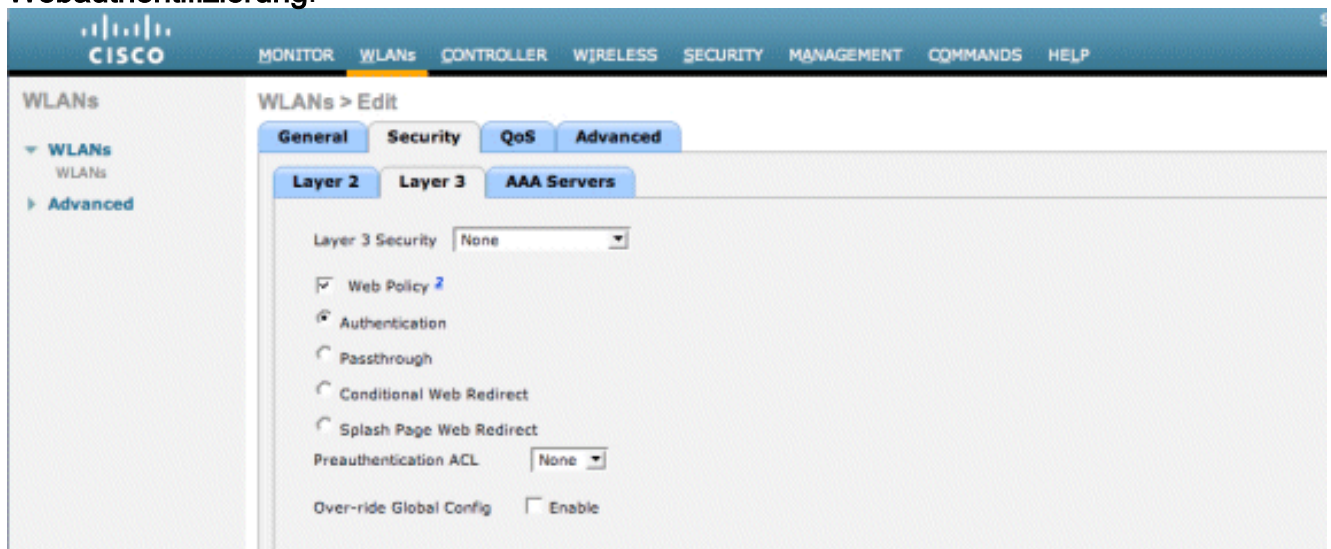 Webauthentifizierung.
CISCO
MONITOR WLANs CONTROLLER WIRELESS SECURITY MANAGEMENT COMMANDS HELP
WLANs
WLANs
WLANs
Advanced
WLANs > Edit
General Security QoS Advanced
Layer 2 Layer 3 AAA Servers
Layer 3 Security None
Web Policy 2
Authentication
Passthrough
Conditional Web Redirect
Splash Page Web Redirect
Preauthentication ACL None
Over-ride Global Config Enable